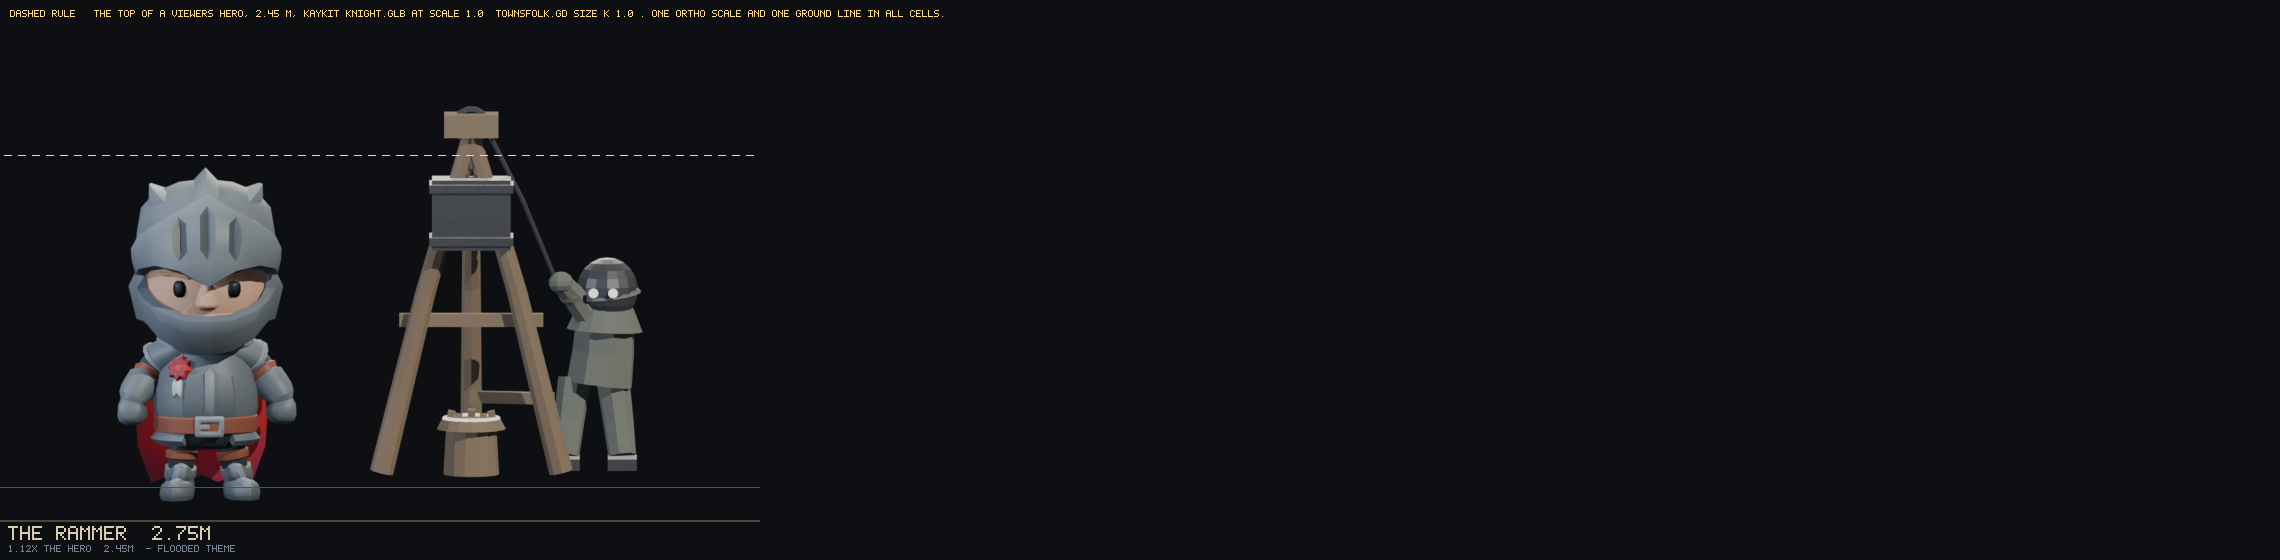 DASHED RULE THE TOP OF A VIEWERS HERO, 2.45 M, KAYKIT KNIGHT.GLB AT SCALE 1.0 TOWNSFOLK.GD SIZE K 1.0 . ONE ORTHO SCALE AND ONE GROUND LINE IN ALL CELLS.
THE RAMMER 2.75M
1.12X THE HERO 2.45M - FLOODED THEME